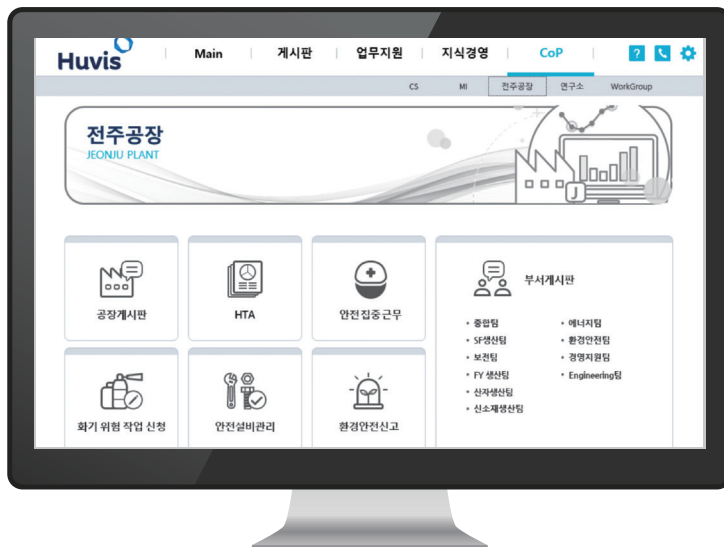 Huvis
Main 게시판 업무지원 지식경영 CoP ?
CS MI 전주공장 연구소 WorkGroup
전주공장
JEONJU PLANT
J
공장게시판 HTA 안전집중근무
화기 위험 작업 신청 안전설비관리 환경안전신고
부서게시판
• 중합팀 • 에너지팀
• SF생산팀 • 환경안전팀
• 보전팀 • 경영지원팀
• FY 생산팀 • Engineering팀
• 신자생산팀
• 신소재생산팀